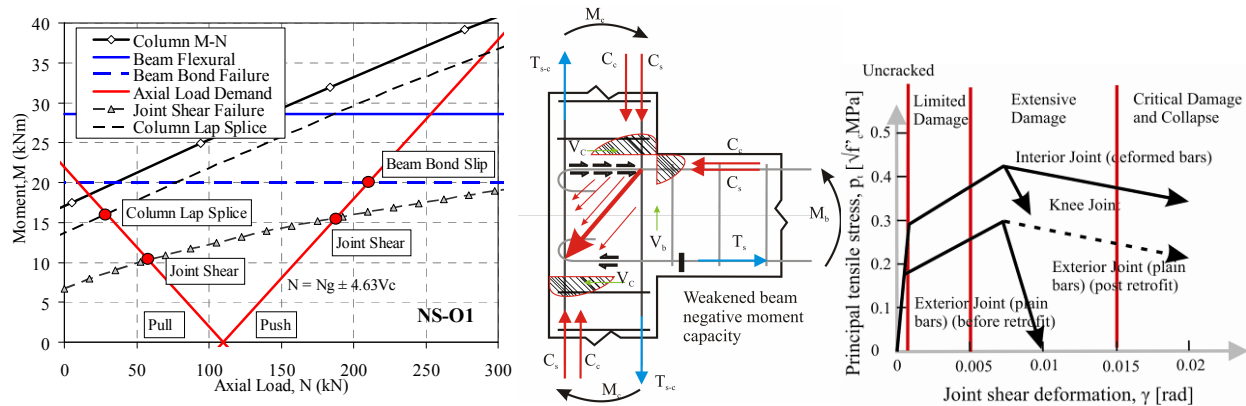 40
35
30
25
20
15
10
5
0
Moment,M (kNm)
Column M-N
Beam Flexural
Beam Bond Failure
Axial Load Demand
Joint Shear Failure
Column Lap Splice
Beam Bond Slip
Column Lap Splice
Joint Shear
Joint Shear
N = Ng ± 4.63Vc
Pull
Push
NS-O1
0
50
100
150
200
250
300
Axial Load, N (kN)
Mc
Ts-c
Cc
Cs
Vc
Cc
Cs
Mb
Vb
Ts
Vc
Weakened beam
negative moment
capacity
Cs
Cc
Ts-c
Mc
Uncracked
Limited
Damage
Extensive
Damage
Critical Damage
and Collapse
Principal tensile stress, pt [√f'c MPa]
0.5
0.4
0.3
0.2
0.1
0
Interior Joint (deformed bars)
Knee Joint
Exterior Joint (plain
bars) (post retrofit)
Exterior Joint (plain
bars) (before retrofit)
0
0.005
0.010
0.015
0.02
Joint shear deformation, γ [rad]